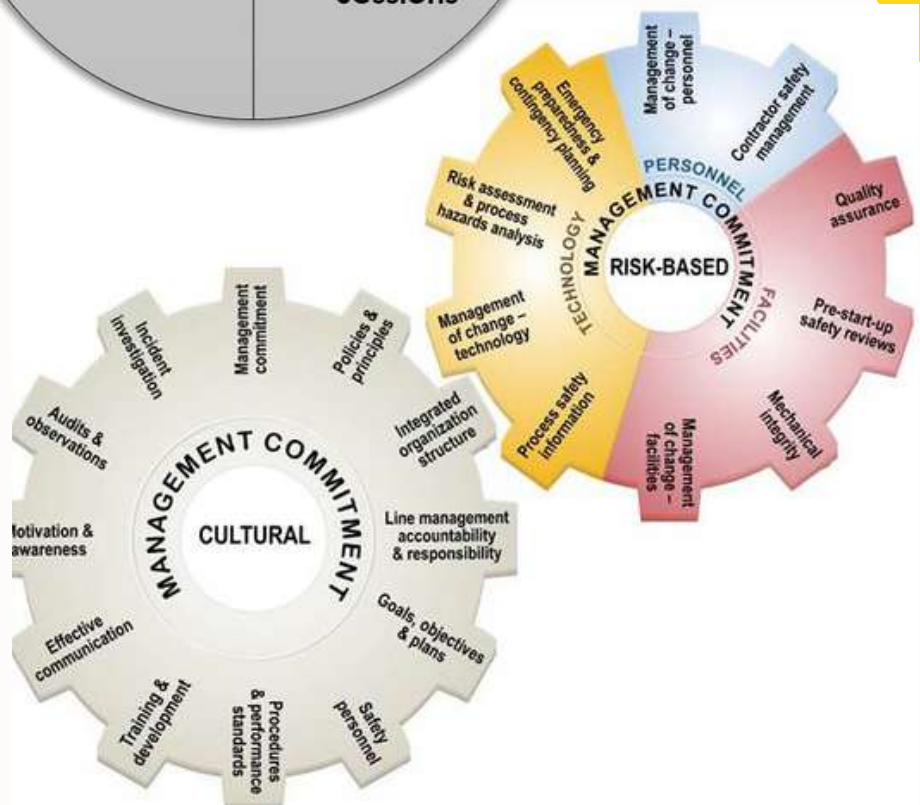 Management
of change –
personnel
Contractor safety
management
Quality
assurance
Pre-start-up
safety reviews
Mechanical
integrity
Management
of change –
facilities
Process safety
information
Management
of change –
technology
Risk assessment
& process
hazards analysis
Emergency
preparedness &
contingency planning
PERSONNEL
FACILITIES
TECHNOLOGY
MANAGEMENT COMMITMENT
RISK-BASED
Management
commitment
Policies &
principles
Integrated
organization
structure
Line management
accountability
& responsibility
Goals, objectives
& plans
Safety
personnel
Procedures
& performance
standards
Training &
development
Effective
communication
otivation &
awareness
Audits &
observations
Incident
investigation
MANAGEMENT COMMITMENT
CULTURAL